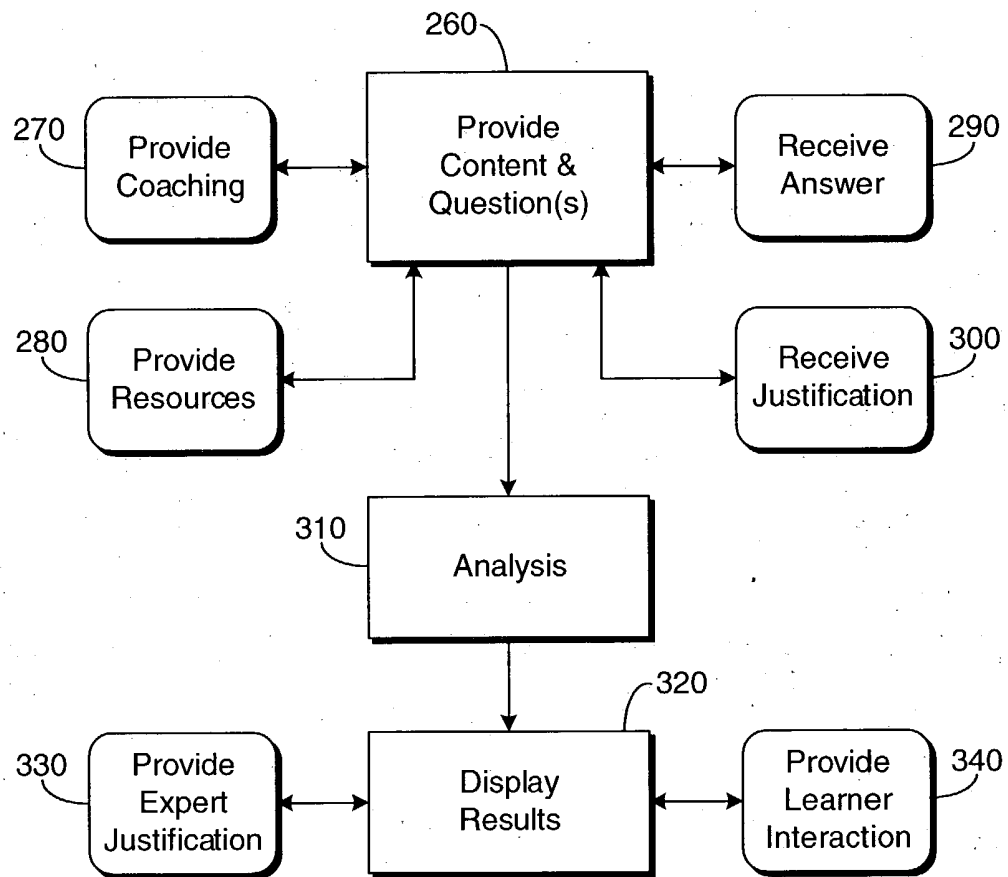 260
270
Provide
Coaching
Provide
Content &
Question(s)
290
Receive
Answer
280
Provide
Resources
300
Receive
Justification
310
Analysis
320
330
Provide
Expert
Justification
Display
Results
340
Provide
Learner
Interaction